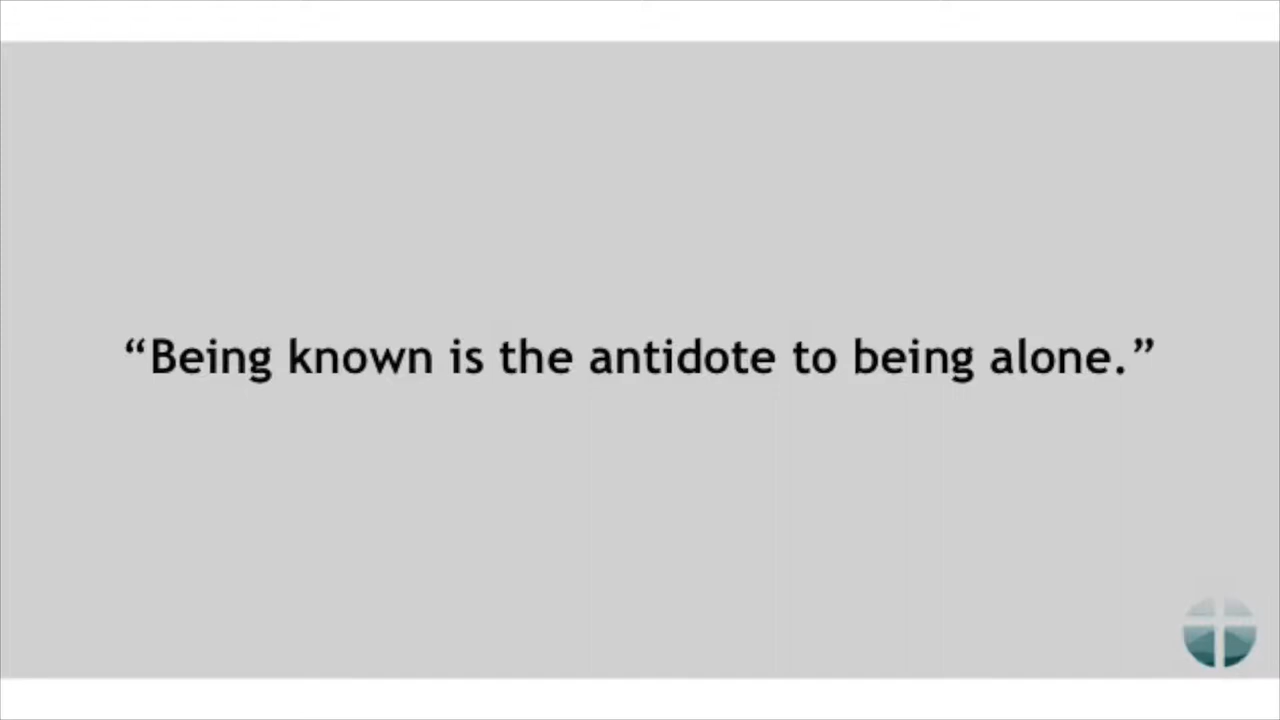 “Being known is the antidote to being alone.”